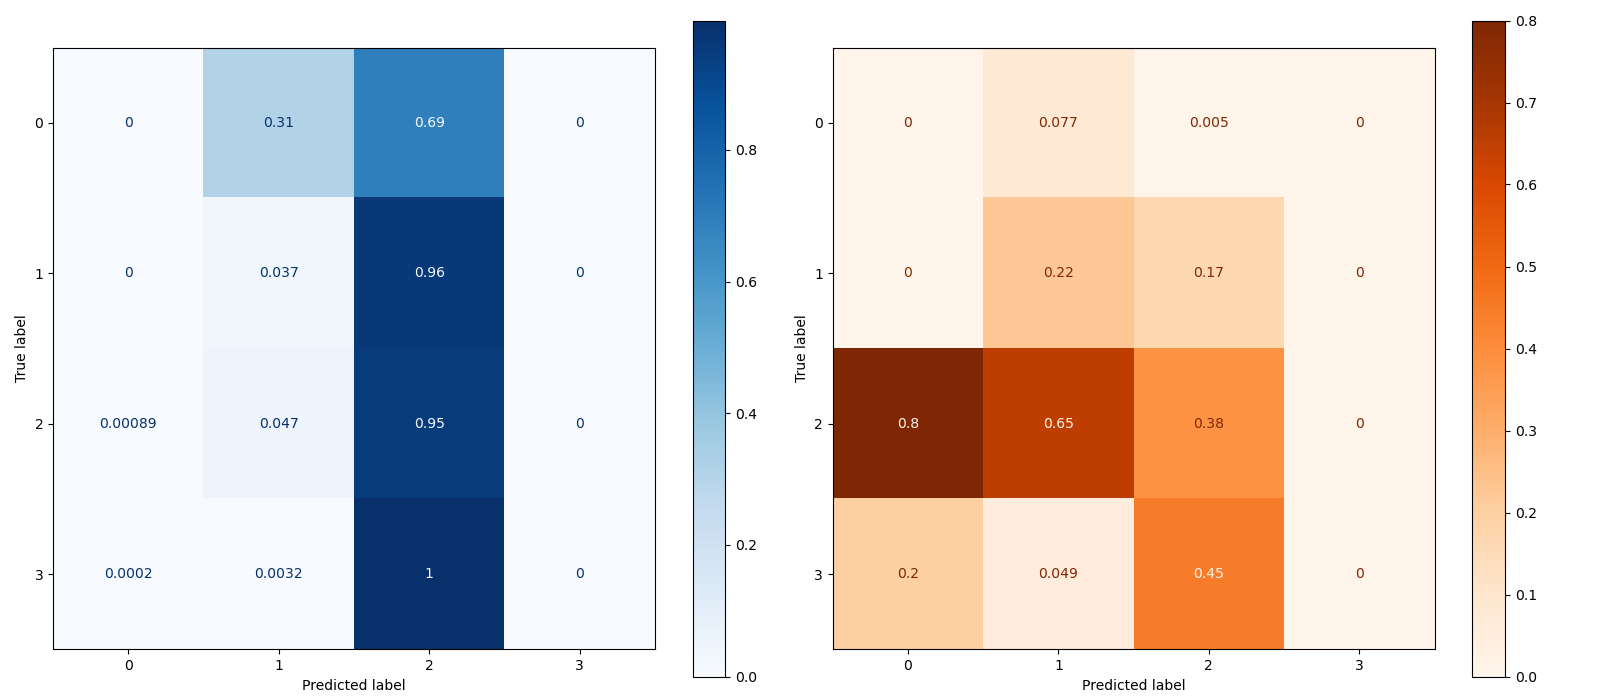 0 0 0.31 0.69 0
1 0 0.037 0.96 0
2 0.00089 0.047 0.95 0
3 0.0002 0.0032 1 0
0 1 2 3
Predicted label
True label
0.8
0.6
0.4
0.2
0.0
0 0 0.077 0.005 0
1 0 0.22 0.17 0
2 0.8 0.65 0.38 0
3 0.2 0.049 0.45 0
0 1 2 3
Predicted label
True label
0.8
0.7
0.6
0.5
0.4
0.3
0.2
0.1
0.0